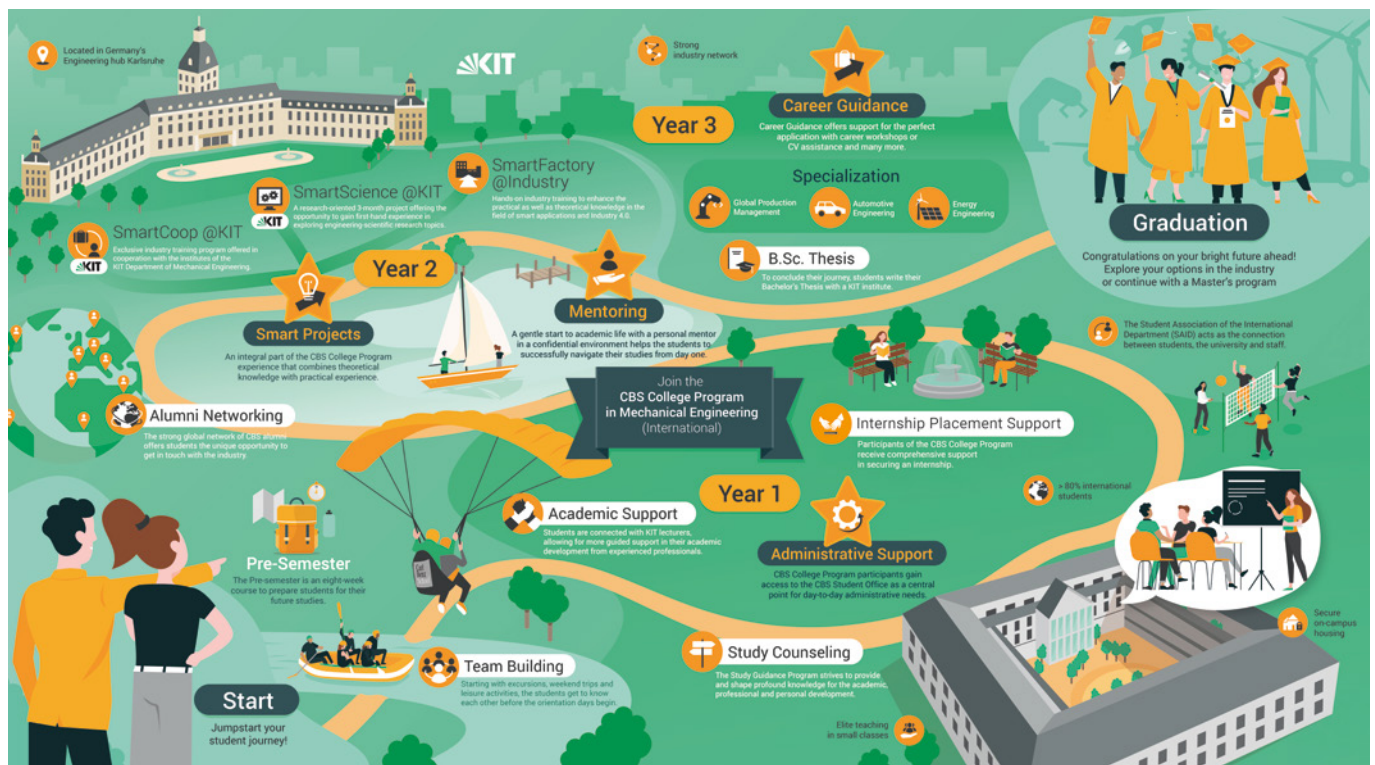 Located in Germany's
Engineering hub Karlsruhe
KIT
Strong
industry network
Career Guidance
Career Guidance offers support for the perfect
application with career workshops or
CV assistance and many more.
Year 3
Specialization
Global Production
Management
Automotive
Engineering
Energy
Engineering
B.Sc. Thesis
To conclude their journey, students write their
Bachelor's Thesis with a KIT institute.
Graduation
Congratulations on your bright future ahead!
Explore your options in the industry
or continue with a Master's program
SmartFactory
@Industry
Hands-on industry training to enhance the
practical as well as theoretical knowledge in the
field of smart applications and Industry 4.0.
SmartScience @KIT
KIT
A research-oriented 3-month project offering the
opportunity to gain first-hand experience in
exploring engineering-scientific research topics.
SmartCoop @KIT
KIT
Exclusive industry training program offered in
cooperation with the institutes of the
KIT Department of Mechanical Engineering.
Year 2
Smart Projects
An integral part of the CBS College Program
experience that combines theoretical
knowledge with practical experience.
Mentoring
A gentle start to academic life with a personal mentor
in a confidential environment helps the students to
successfully navigate their studies from day one.
The Student Association of the International
Department (SAID) acts as the connection
between students, the university and staff.
Alumni Networking
The strong global network of CBS alumni
offers students the unique opportunity to
get in touch with the industry.
Join the
CBS College Program
in Mechanical Engineering
(International)
Internship Placement Support
Participants of the CBS College Program
receive comprehensive support
in securing an internship.
> 80% international
students
Year 1
Academic Support
Students are connected with KIT lecturers,
allowing for more guided support in their academic
development from experienced professionals.
Administrative Support
CBS College Program participants gain
access to the CBS Student Office as a central
point for day-to-day administrative needs.
Pre-Semester
The Pre-semester is an eight-week
course to prepare students for their
future studies.
Secure
on-campus
housing
Team Building
Starting with excursions, weekend trips and
leisure activities, the students get to know
each other before the orientation days begin.
Study Counseling
The Study Guidance Program strives to provide
and shape profound knowledge for the academic,
professional and personal development.
Start
Jumpstart your
student journey!
Elite teaching
in small classes